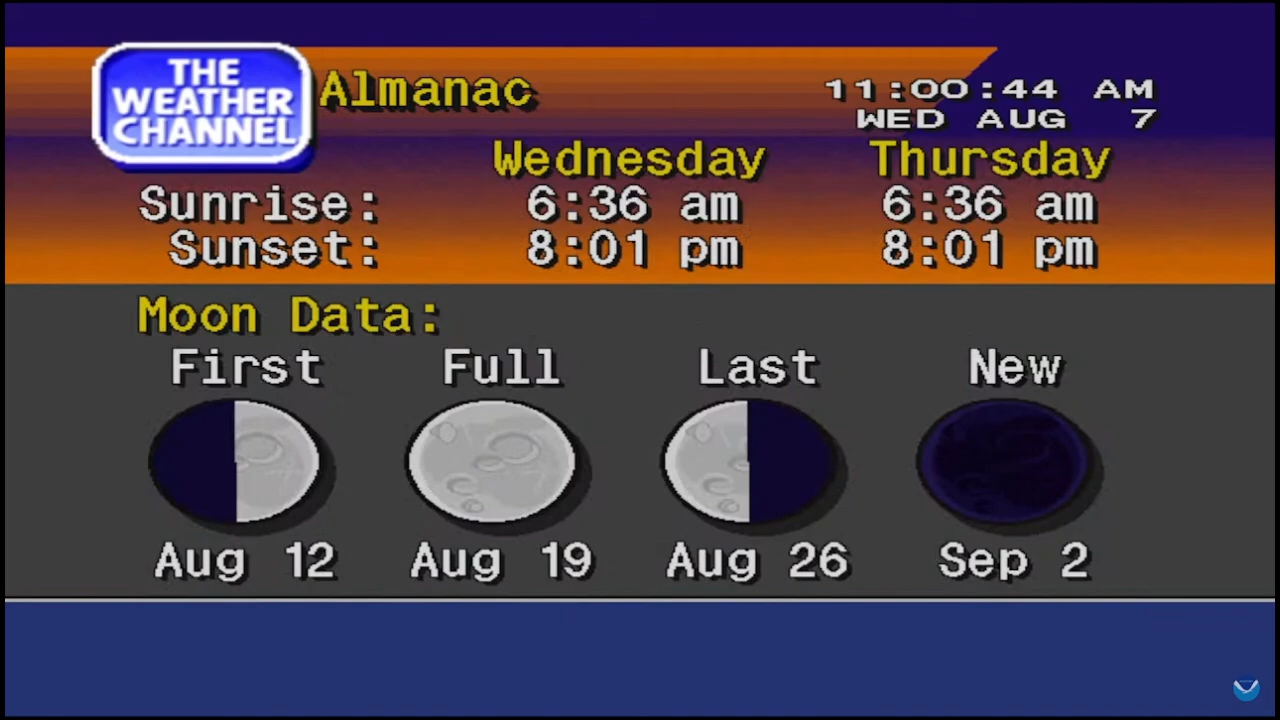 THE
WEATHER
CHANNEL
Almanac
11:00:44 AM
WED AUG 7
Wednesday Thursday
Sunrise: 6:36 am 6:36 am
Sunset: 8:01 pm 8:01 pm
Moon Data:
First Full Last New
Aug 12 Aug 19 Aug 26 Sep 2